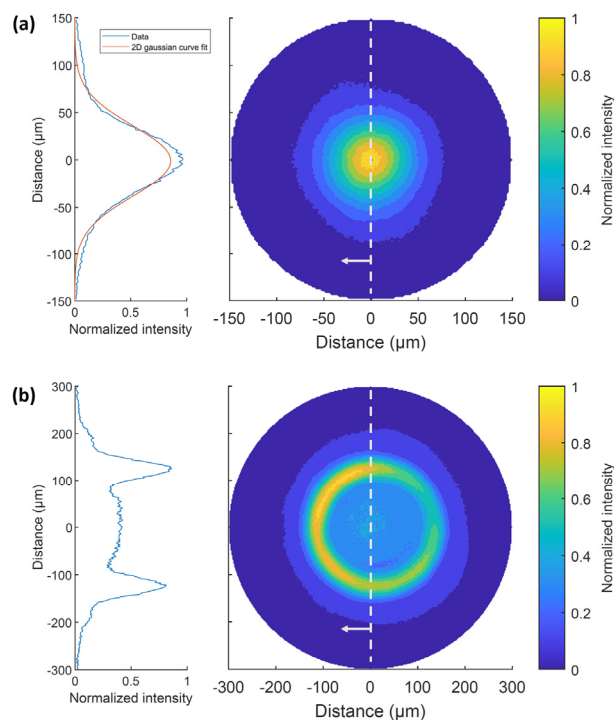 (a)
Data
2D gaussian curve fit
150
100
50
0
-50
-100
-150
Distance (µm)
0 0.5 1
Normalized intensity
-150 -100 -50 0 50 100 150
Distance (µm)
1
0.8
0.6
0.4
0.2
0
Normalized intensity
(b)
300
200
100
0
-100
-200
-300
Distance (µm)
0 0.5 1
Normalized intensity
-300 -200 -100 0 100 200 300
Distance (µm)
1
0.8
0.6
0.4
0.2
0
Normalized intensity